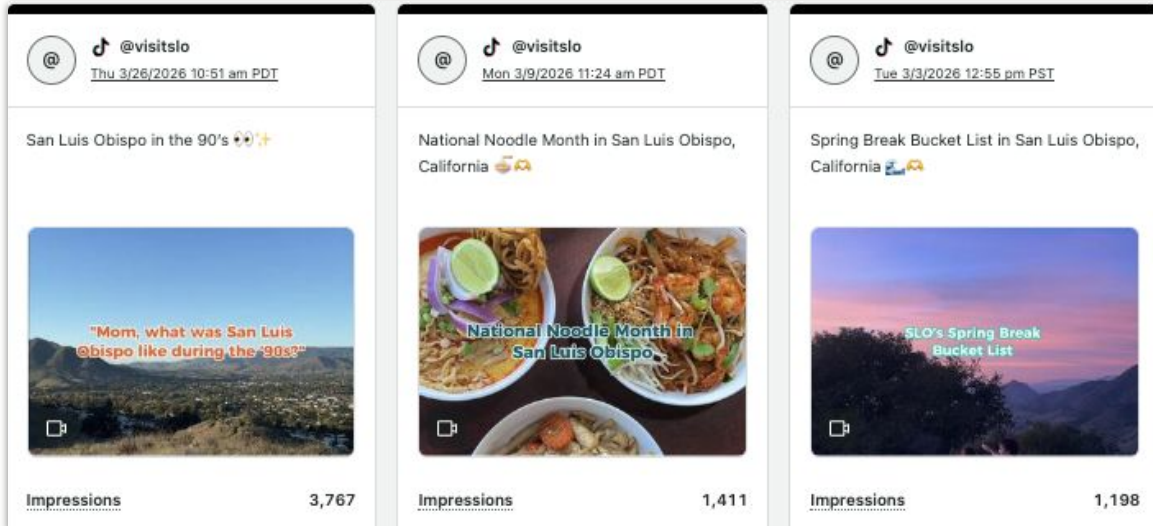 @
@visitslo
Thu 3/26/2026 10:51 am PDT
San Luis Obispo in the 90's 👀✨
"Mom, what was San Luis
Obispo like during the '90s?"
Impressions
3,767
@
@visitslo
Mon 3/9/2026 11:24 am PDT
National Noodle Month in San Luis Obispo,
California 🍜🫶
National Noodle Month in
San Luis Obispo
Impressions
1,411
@
@visitslo
Tue 3/3/2026 12:55 pm PST
Spring Break Bucket List in San Luis Obispo,
California 🌊🫶
SLO's Spring Break
Bucket List
Impressions
1,198